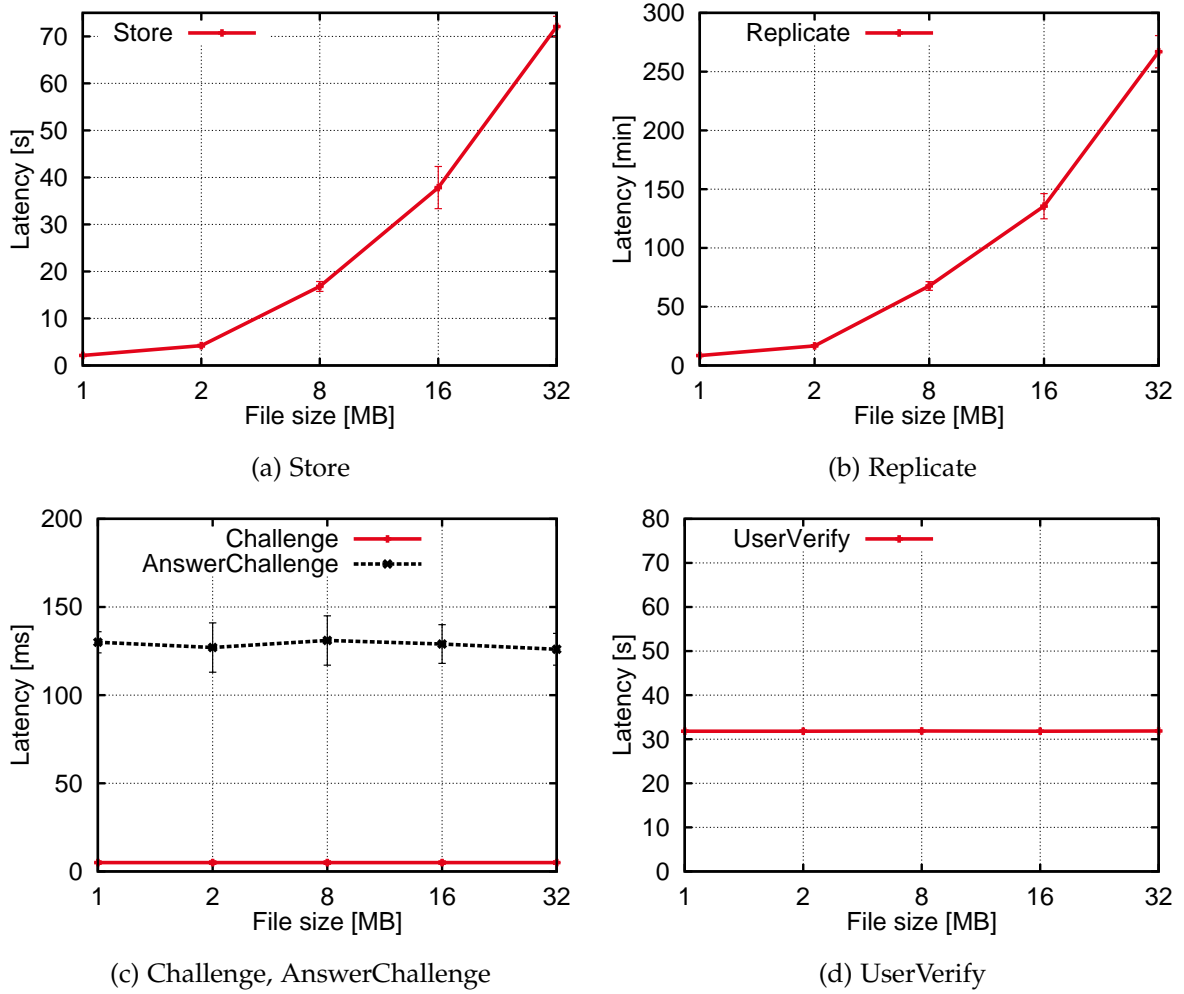 Store
Latency [s]
70
60
50
40
30
20
10
0
1 2 8 16 32
File size [MB]
(a) Store
Replicate
Latency [min]
300
250
200
150
100
50
0
1 2 8 16 32
File size [MB]
(b) Replicate
Challenge
AnswerChallenge
Latency [ms]
200
150
100
50
0
1 2 8 16 32
File size [MB]
(c) Challenge, AnswerChallenge
UserVerify
Latency [s]
80
70
60
50
40
30
20
10
0
1 2 8 16 32
File size [MB]
(d) UserVerify